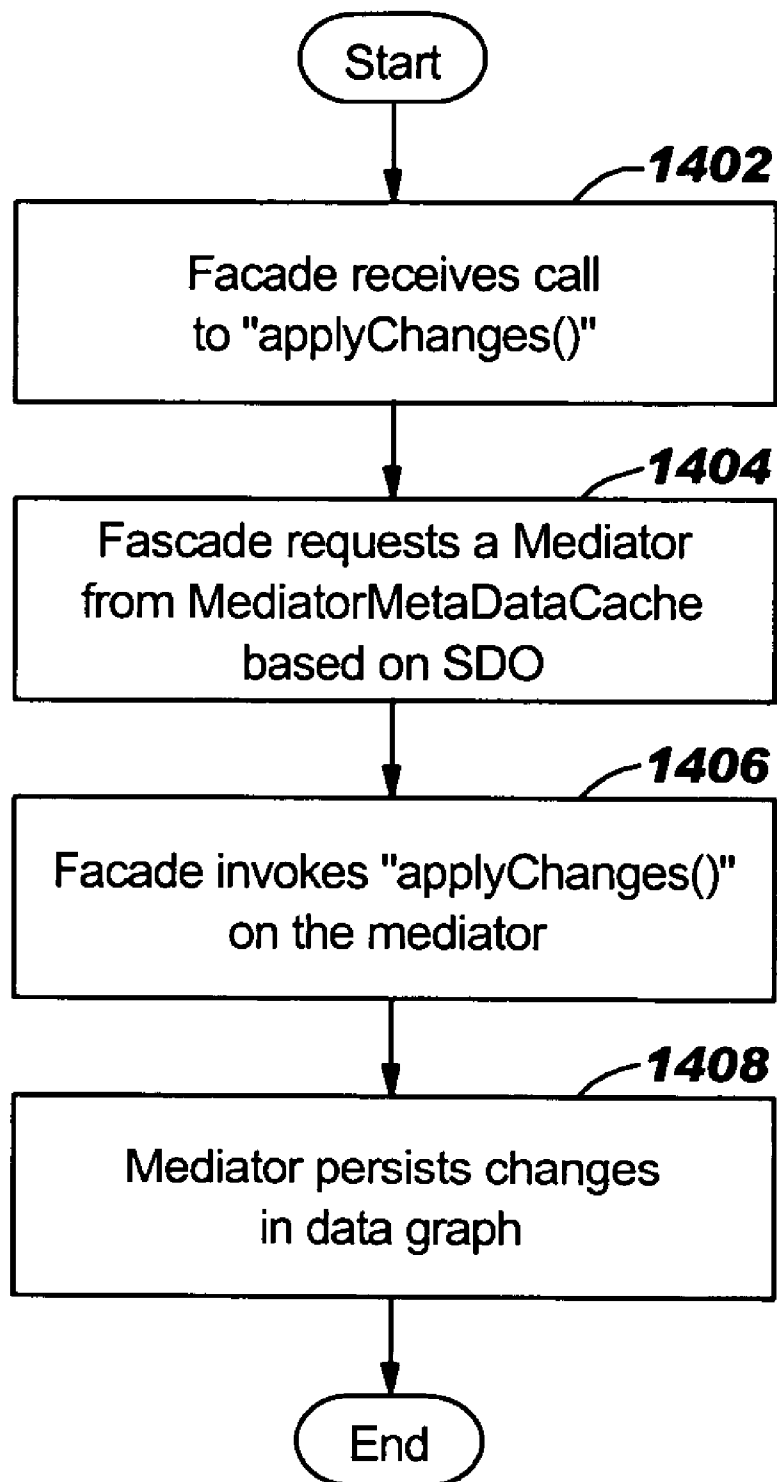 Start
1402
Facade receives call
to "applyChanges()"
1404
Fascade requests a Mediator
from MediatorMetaDataCache
based on SDO
1406
Facade invokes "applyChanges()"
on the mediator
1408
Mediator persists changes
in data graph
End